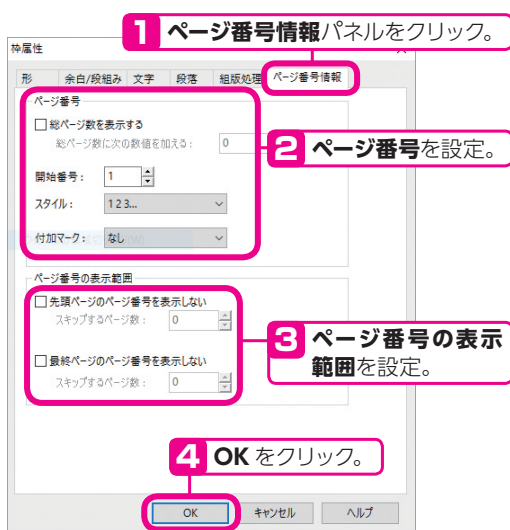 1 ページ番号情報パネルをクリック。
枠属性
形 余白/段組み 文字 段落 組版処理 ページ番号情報
ページ番号
総ページ数を表示する
総ページ数に次の数値を加える： 0
2 ページ番号を設定。
開始番号： 1
スタイル： 1 2 3...
付加マーク： なし
ページ番号の表示範囲
先頭ページのページ番号を表示しない
スキップするページ数： 0
3 ページ番号の表示
範囲を設定。
最終ページのページ番号を表示しない
スキップするページ数： 0
4 OK をクリック。
OK キャンセル ヘルプ